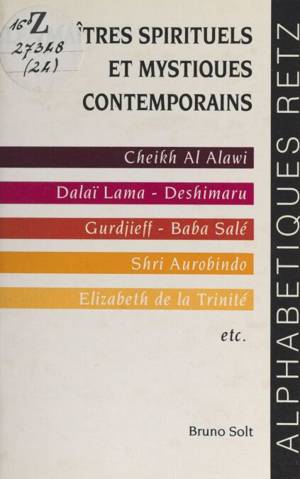 16° Z
27348
(24)
ÎTRES SPIRITUELS
ET MYSTIQUES
CONTEMPORAINS
Cheikh Al Alawi
Dalaï Lama - Deshimaru
Gurdjieff - Baba Salé
Shri Aurobindo
Elizabeth de la Trinité
etc.
Bruno Solt
ALPHABETIQUES RETZ